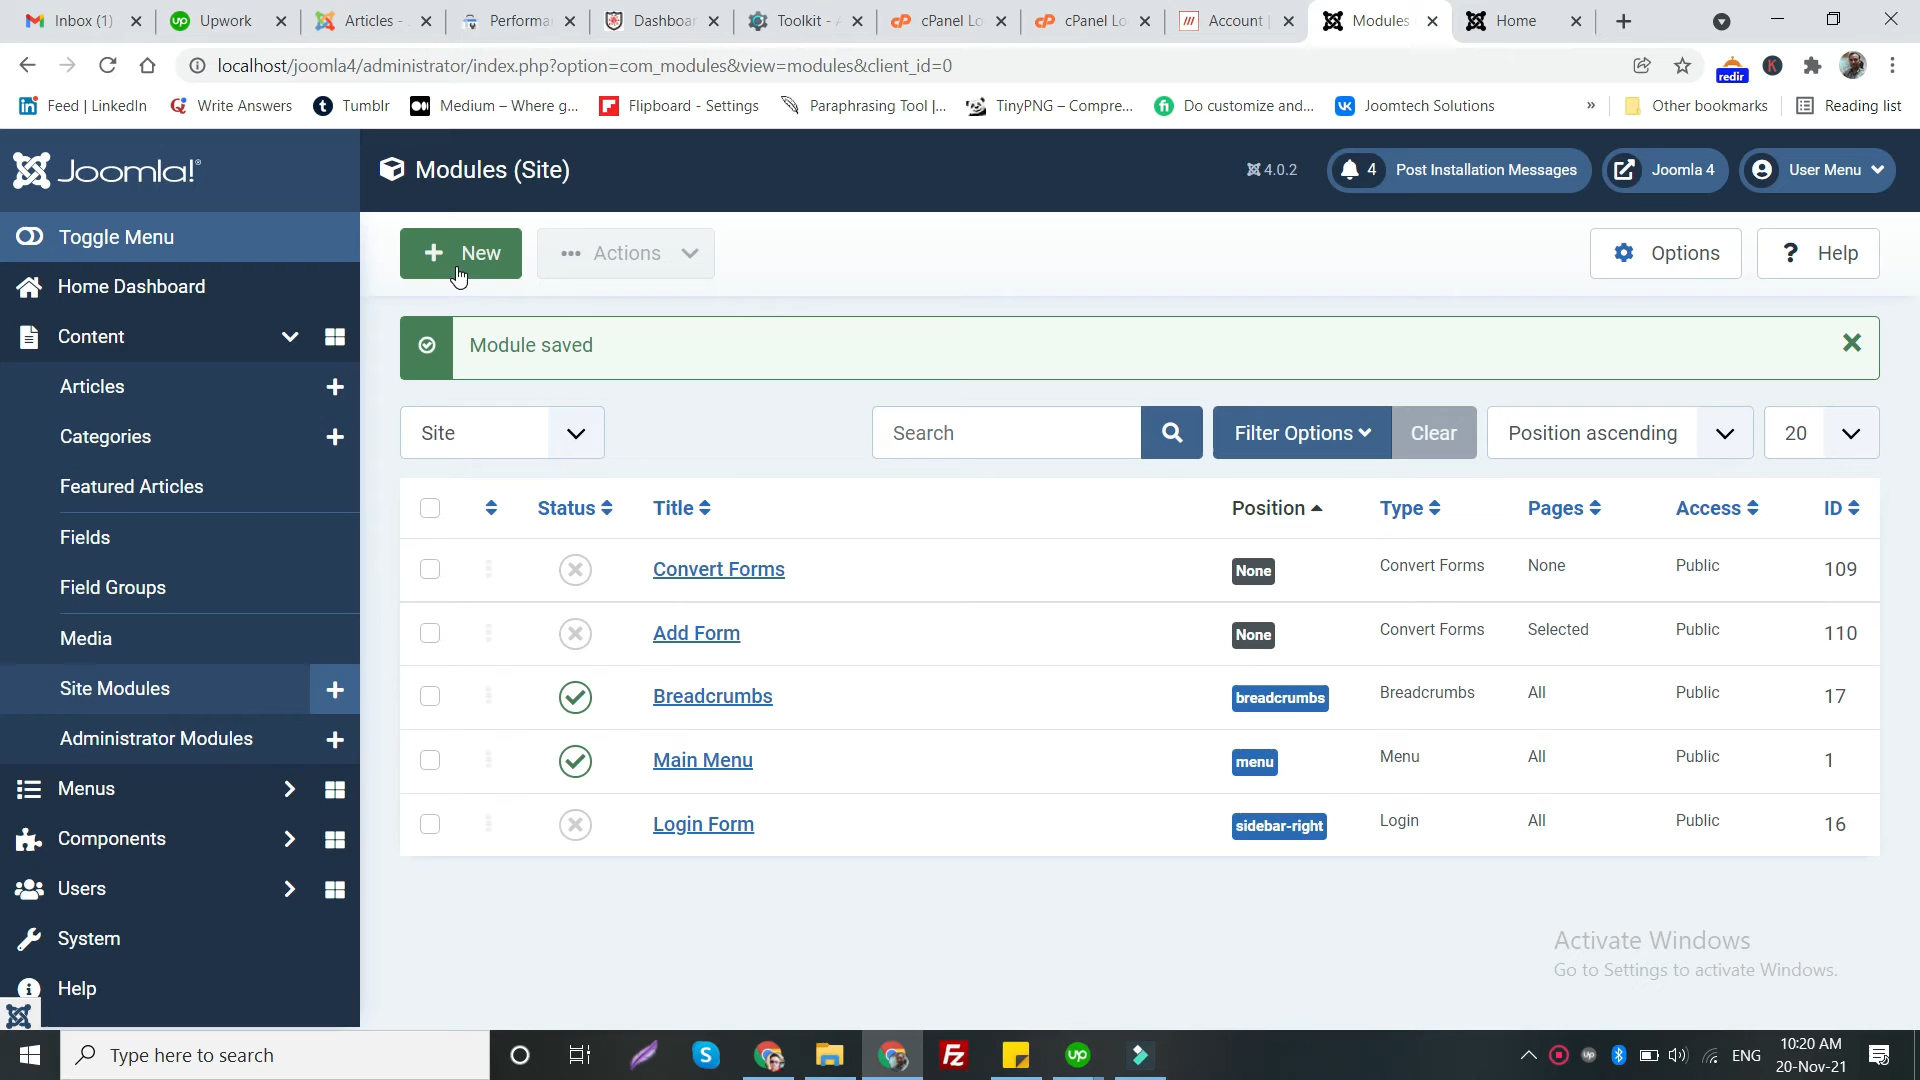 Inbox (1)
Upwork
Articles -
Performa
Dashboar
Toolkit - A
cPanel Lo
cPanel Lo
Account |
Modules
Home
localhost/joomla4/administrator/index.php?option=com_modules&view=modules&client_id=0
redir
K
Feed | LinkedIn
Write Answers
Tumblr
Medium – Where g...
Flipboard - Settings
Paraphrasing Tool |...
TinyPNG – Compre...
Do customize and...
Joomtech Solutions
»
Other bookmarks
Reading list
Joomla!
Modules (Site)
4.0.2
4 Post Installation Messages
Joomla 4
User Menu
Toggle Menu
New
Actions
Options
? Help
Home Dashboard
Content
Module saved
Articles
Categories
Site
Search
Filter Options
Clear
Position ascending
20
Featured Articles
Status
Title
Position
Type
Pages
Access
ID
Fields
Convert Forms
None
Convert Forms
None
Public
109
Field Groups
Add Form
None
Convert Forms
Selected
Public
110
Media
Site Modules
Breadcrumbs
breadcrumbs
Breadcrumbs
All
Public
17
Administrator Modules
Main Menu
menu
Menu
All
Public
1
Menus
Login Form
sidebar-right
Login
All
Public
16
Components
Users
System
Help
Activate Windows
Go to Settings to activate Windows.
Type here to search
ENG
10:20 AM
20-Nov-21